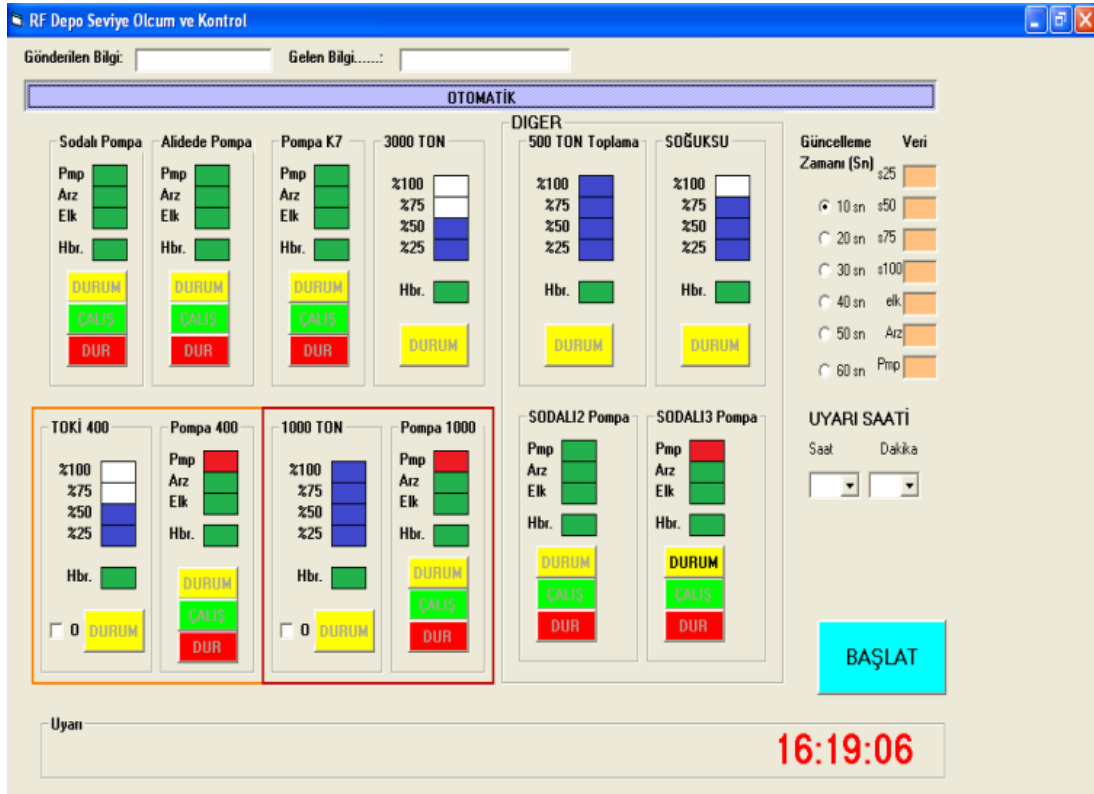 RF Depo Seviye Olcum ve Kontrol
Gönderilen Bilgi:
Gelen Bilgi......:
OTOMATİK
Sodalı Pompa
Pmp
Arz
Elk
Hbr.
DURUM
ÇALIŞ
DUR
Alidede Pompa
Pmp
Arz
Elk
Hbr.
DURUM
ÇALIŞ
DUR
Pompa K7
Pmp
Arz
Elk
Hbr.
DURUM
ÇALIŞ
DUR
3000 TON
%100
%75
%50
%25
Hbr.
DURUM
DIGER
500 TON Toplama
%100
%75
%50
%25
Hbr.
DURUM
SOĞUKSU
%100
%75
%50
%25
Hbr.
DURUM
Güncelleme
Zamanı (Sn)
10 sn
20 sn
30 sn
40 sn
50 sn
60 sn
Veri
s25
s50
s75
s100
elk
Arz
Pmp
TOKİ 400
%100
%75
%50
%25
Hbr.
0 DURUM
Pompa 400
Pmp
Arz
Elk
Hbr.
DURUM
ÇALIŞ
DUR
1000 TON
%100
%75
%50
%25
Hbr.
0 DURUM
Pompa 1000
Pmp
Arz
Elk
Hbr.
DURUM
ÇALIŞ
DUR
SODALI2 Pompa
Pmp
Arz
Elk
Hbr.
DURUM
ÇALIŞ
DUR
SODALI3 Pompa
Pmp
Arz
Elk
Hbr.
DURUM
ÇALIŞ
DUR
UYARI SAATİ
Saat Dakika
BAŞLAT
Uyarı
16:19:06